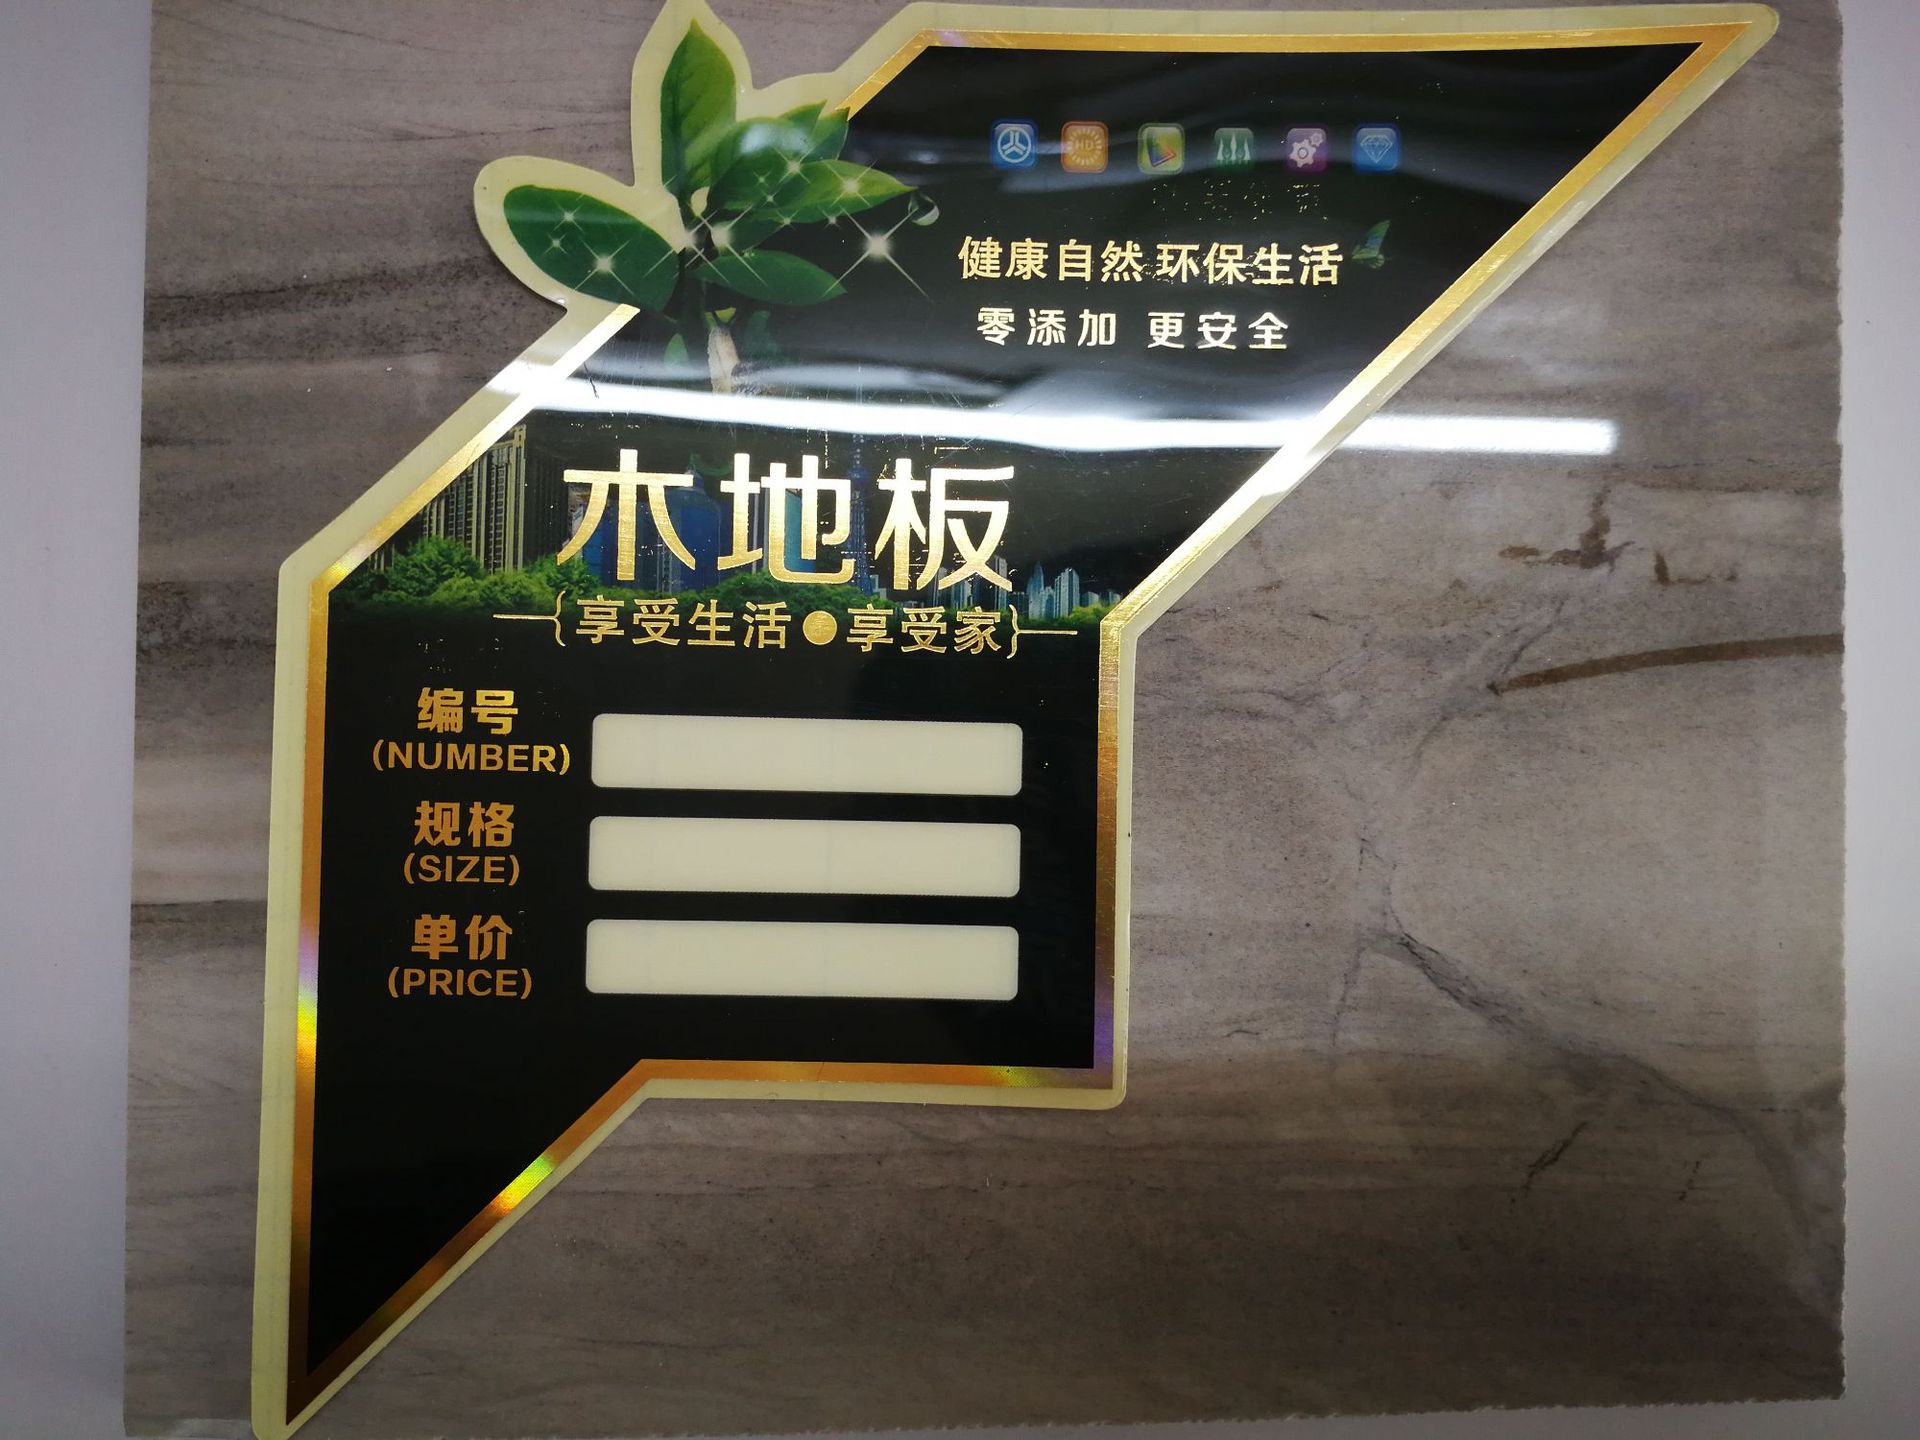 HD
健康自然 环保生活
零添加 更安全
木地板
{享受生活●享受家}
编号
(NUMBER)
规格
(SIZE)
单价
(PRICE)